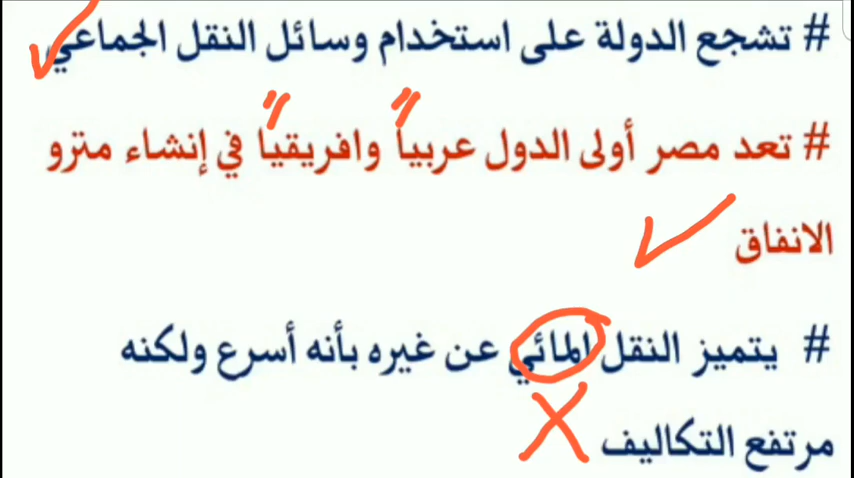 # تشجع الدولة على استخدام وسائل النقل الجماعي
# تعد مصر أولى الدول عربياً وافريقياً في إنشاء مترو
الانفاق
# يتميز النقل المائي عن غيره بأنه أسرع ولكنه
مرتفع التكاليف